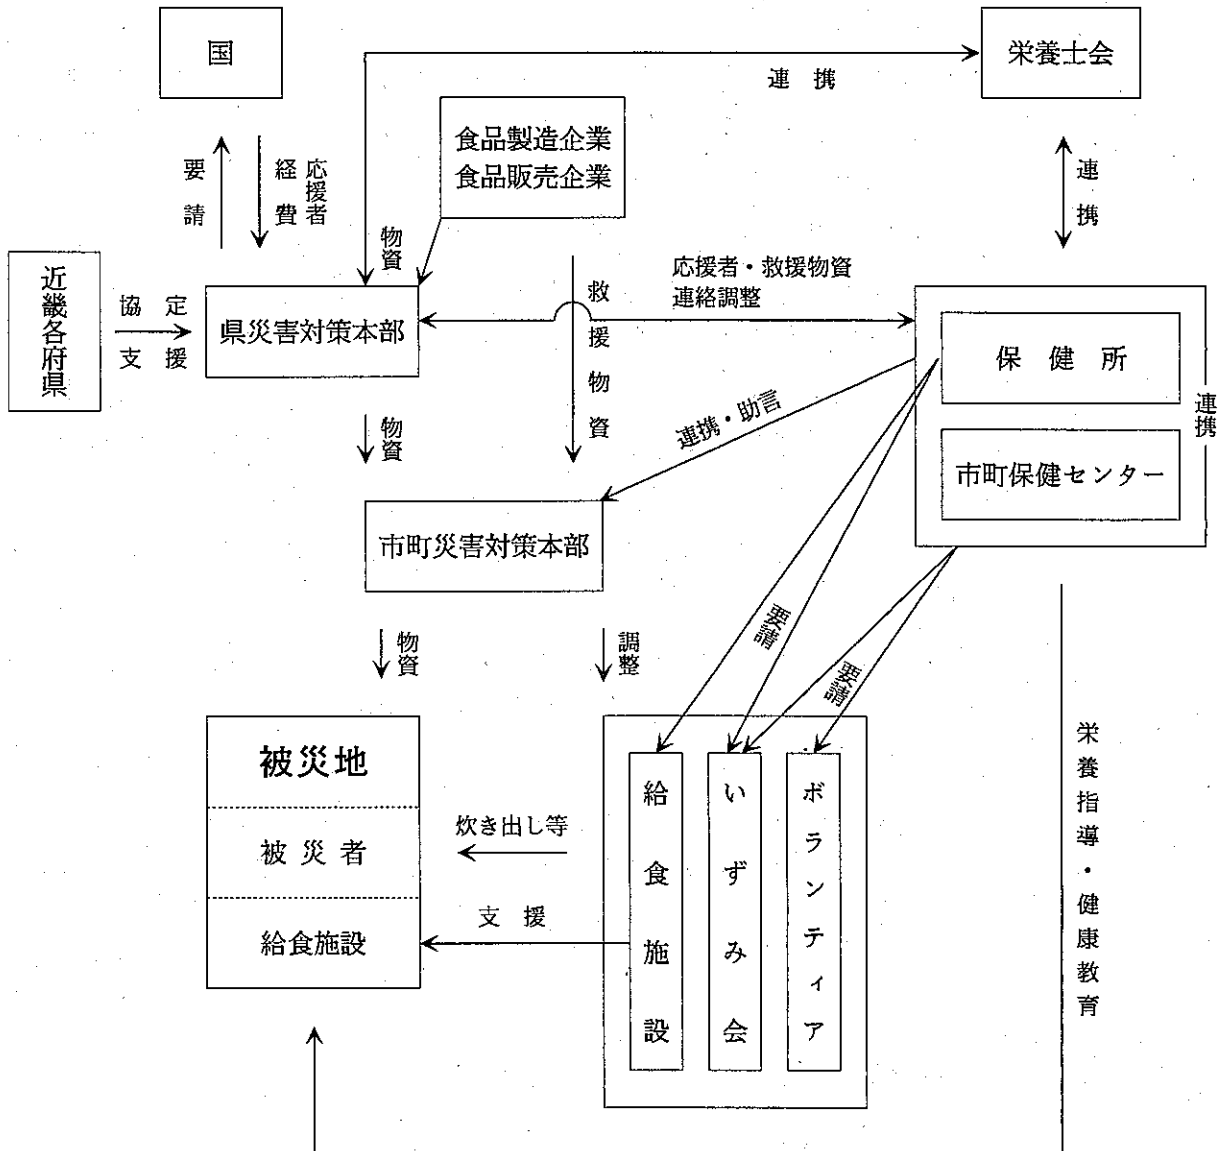 国
栄養士会
連携
食品製造企業
食品販売企業
要請
経費
応援者
連携
物資
近畿各府県
協定
支援
県災害対策本部
救援物資
応援者・救援物資
連絡調整
保健所
市町保健センター
連携
物資
連携・助言
市町災害対策本部
物資
調整
要請
要請
被災地
被災者
給食施設
炊き出し等
支援
給食施設
いずみ会
ボランティア
栄養指導・健康教育